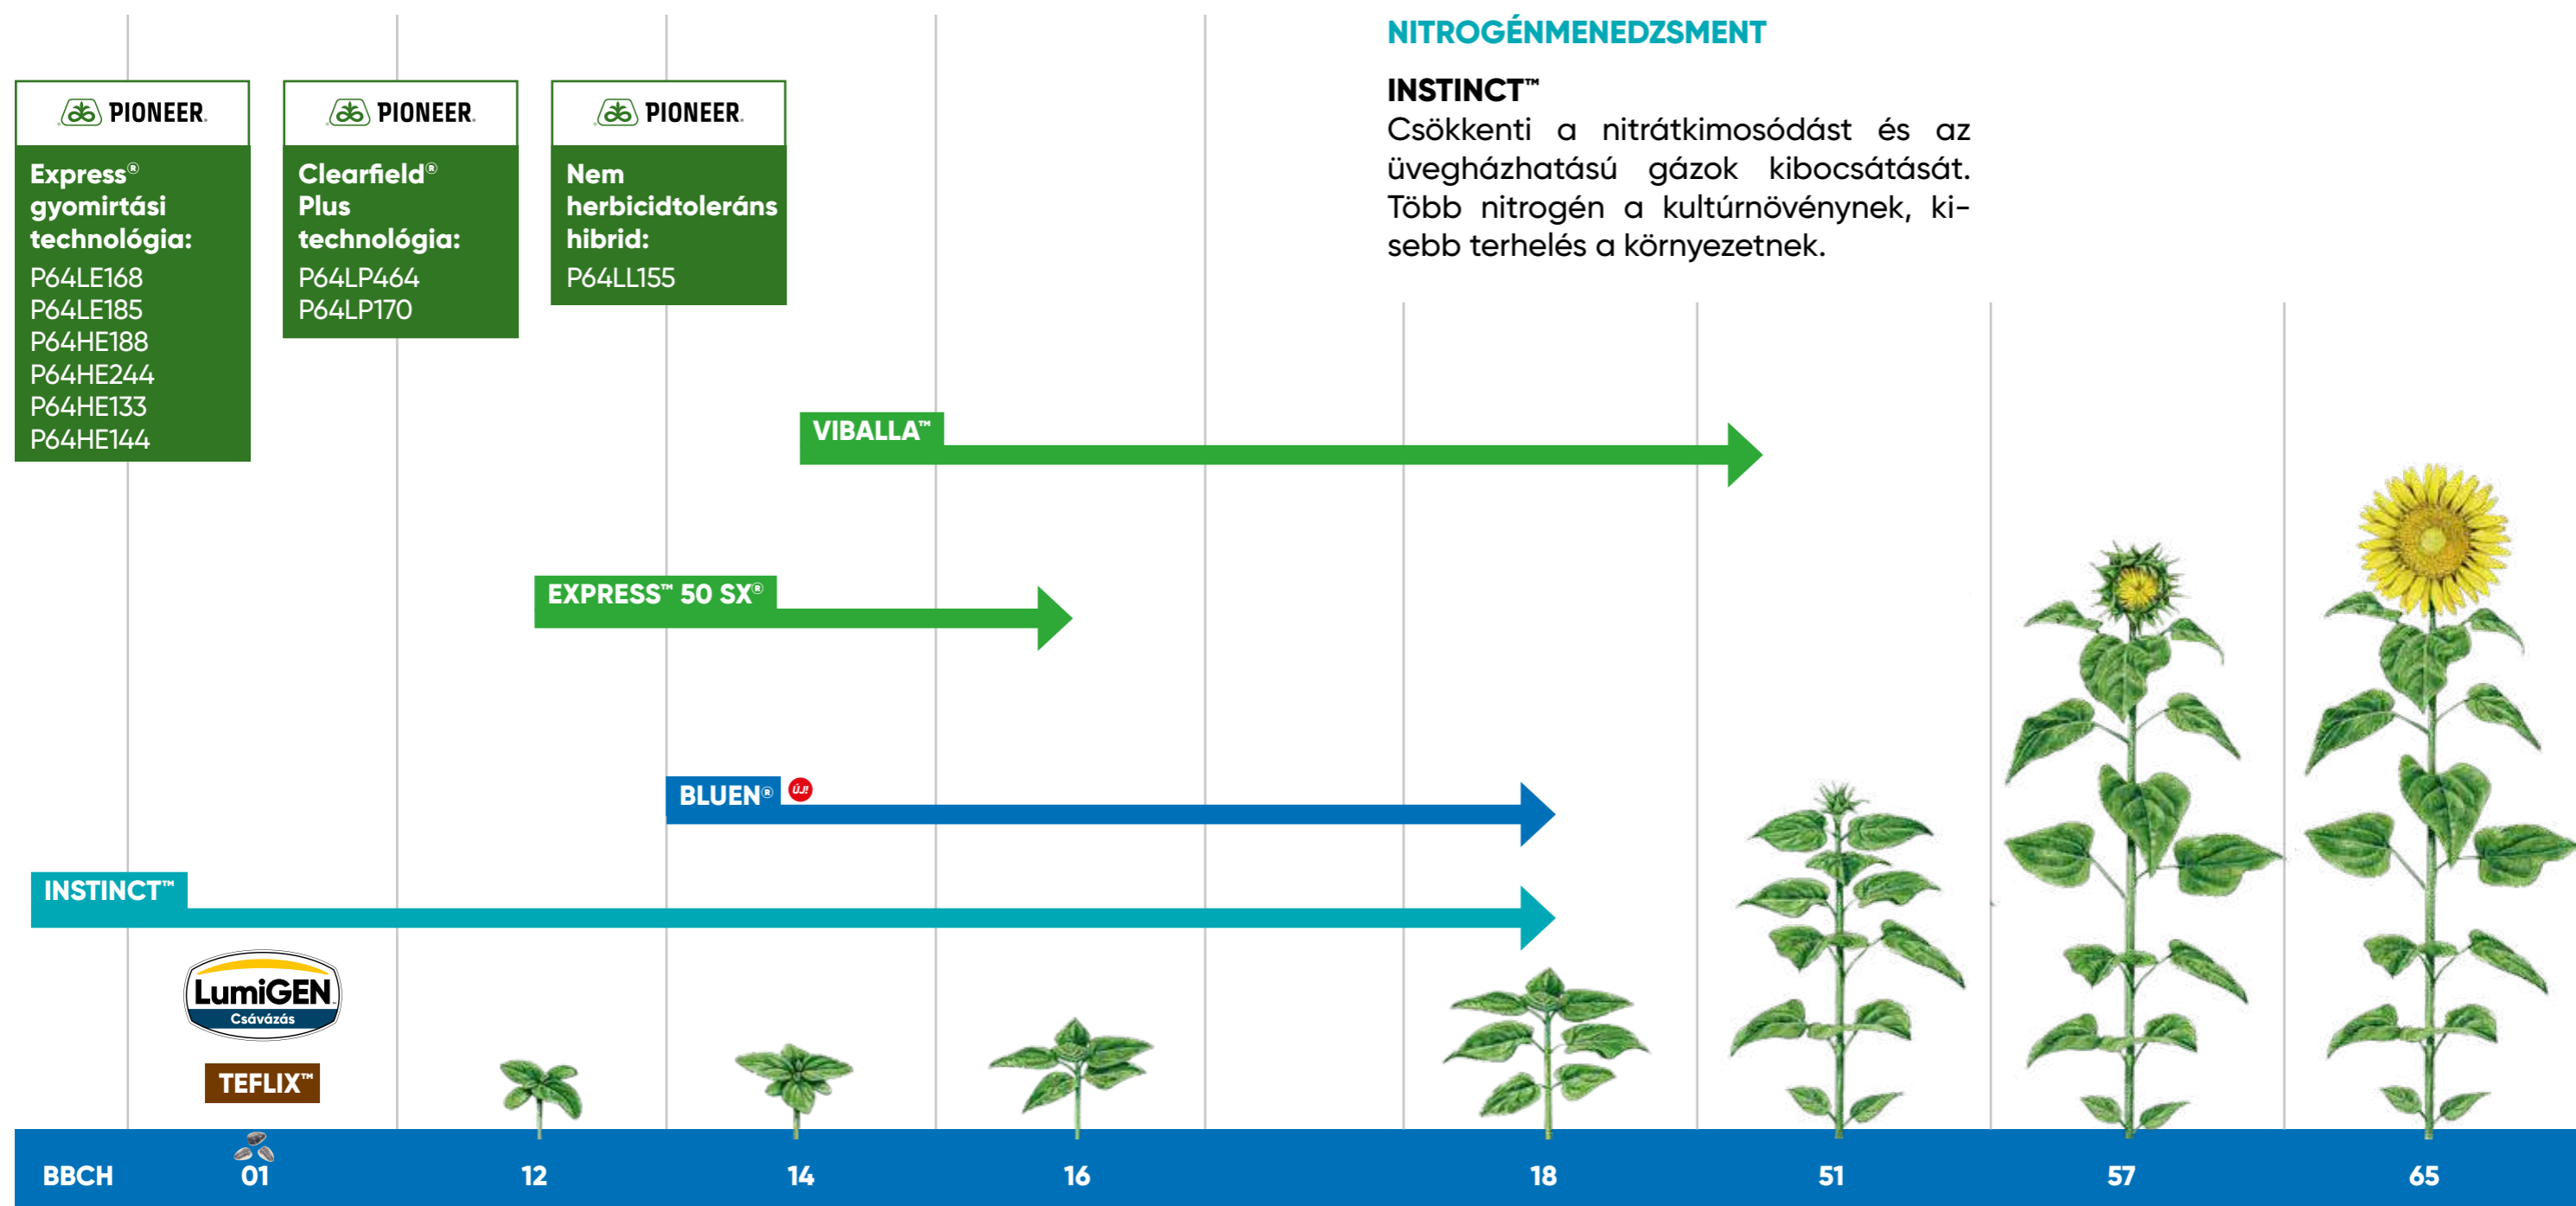 NITROGÉNMENEDZSMENT
INSTINCT™
Csökkenti a nitrátkimosódást és az
üvegházhatású gázok kibocsátását.
Több nitrogén a kultúrnövénynek, ki-
sebb terhelés a környezetnek.
PIONEER.
Express®
gyomirtási
technológia:
P64LE168
P64LE185
P64HE188
P64HE244
P64HE133
P64HE144
PIONEER.
Clearfield®
Plus
technológia:
P64LP464
P64LP170
PIONEER.
Nem
herbicidtoleráns
hibrid:
P64LL155
VIBALLA™
EXPRESS™ 50 SX®
BLUEN® ÚJ!
INSTINCT™
LumiGEN
Csávázás
TEFLIX™
BBCH 01 12 14 16 18 51 57 65